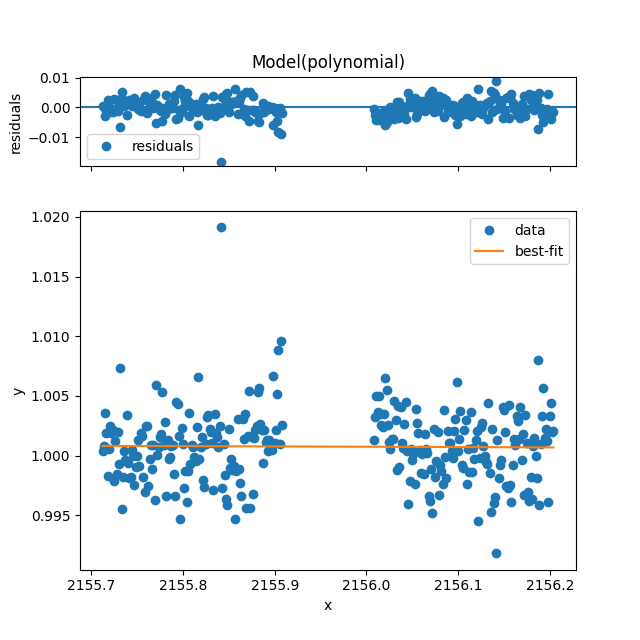 Model(polynomial)
0.01
0.00
−0.01
residuals
residuals
1.020
1.015
1.010
1.005
1.000
0.995
y
data
best-fit
2155.7 2155.8 2155.9 2156.0 2156.1 2156.2
x